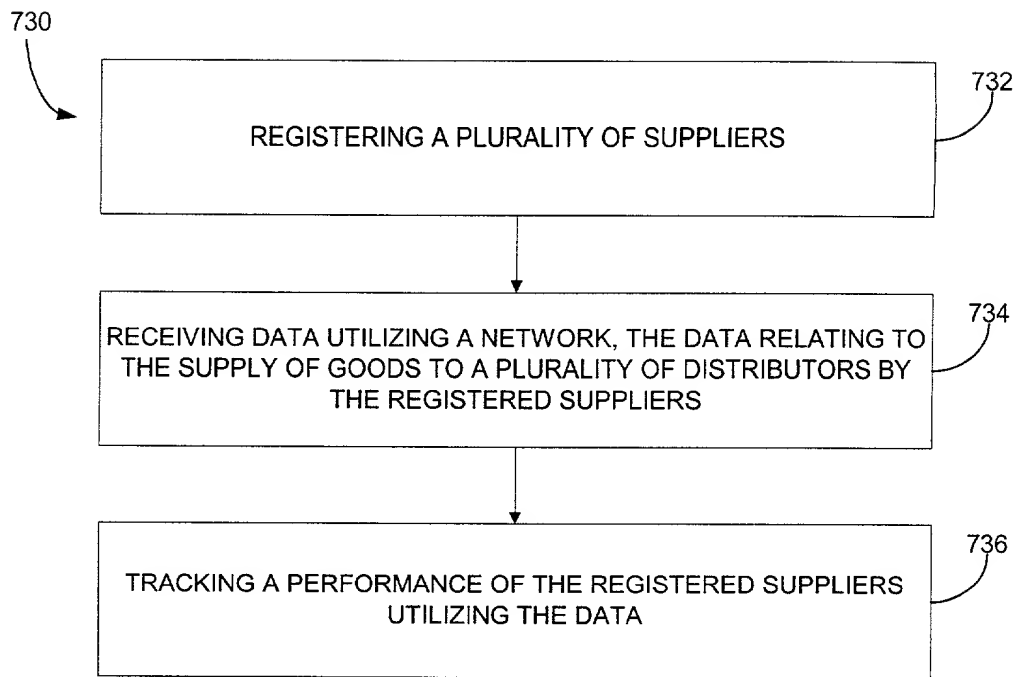 730
732
REGISTERING A PLURALITY OF SUPPLIERS
734
RECEIVING DATA UTILIZING A NETWORK, THE DATA RELATING TO
THE SUPPLY OF GOODS TO A PLURALITY OF DISTRIBUTORS BY
THE REGISTERED SUPPLIERS
736
TRACKING A PERFORMANCE OF THE REGISTERED SUPPLIERS
UTILIZING THE DATA